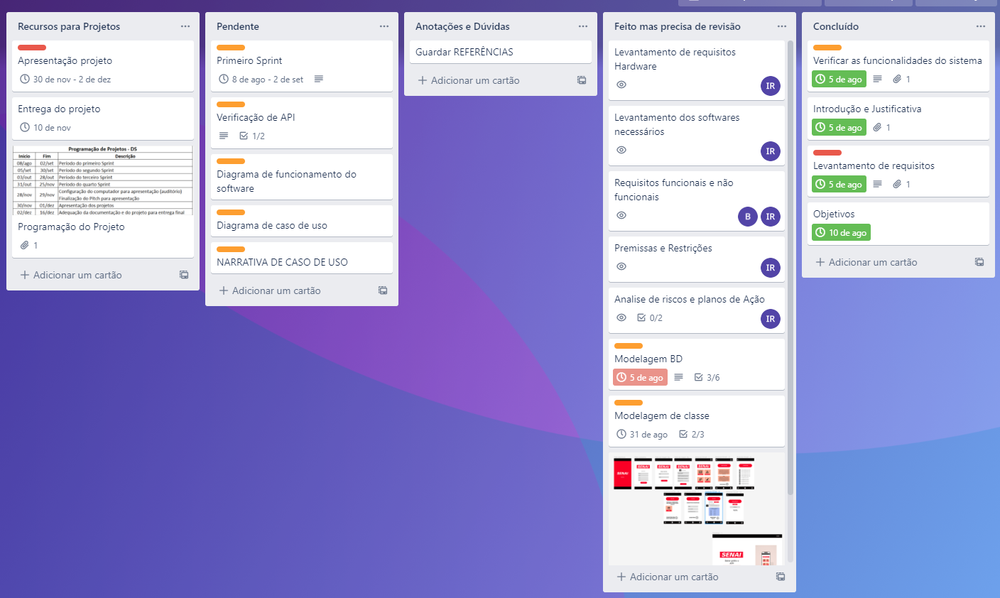 Recursos para Projetos
Apresentação projeto
30 de nov - 2 de dez
Entrega do projeto
10 de nov
Programação de Projetos - DS
Início Fim Descrição
08/ago 02/set Período do primeiro Sprint
05/set 30/set Período do segundo Sprint
03/out 28/out Período do terceiro Sprint
31/out 25/nov Período do quarto Sprint
28/nov 29/nov Configuração do computador para apresentação (auditório)
Finalização do Pitch para apresentação
30/nov 01/dez Apresentação dos projetos
02/dez 16/dez Adequação da documentação e do projeto para entrega final
Programação do Projeto
1
Adicionar um cartão
Pendente
Primeiro Sprint
8 de ago - 2 de set
Verificação de API
1/2
Diagrama de funcionamento do
software
Diagrama de caso de uso
NARRATIVA DE CASO DE USO
Adicionar um cartão
Anotações e Dúvidas
Guardar REFERÊNCIAS
Adicionar um cartão
Feito mas precisa de revisão
Levantamento de requisitos
Hardware
IR
Levantamento dos softwares
necessários
IR
Requisitos funcionais e não
funcionais
B IR
Premissas e Restrições
IR
Analise de riscos e planos de Ação
0/2
IR
Modelagem BD
5 de ago 3/6
Modelagem de classe
31 de ago 2/3
SENAI SENAI SENAI SENAI SENAI
SENAI
Adicionar um cartão
Concluído
Verificar as funcionalidades do sistema
5 de ago 1
Introdução e Justificativa
5 de ago 1
Levantamento de requisitos
5 de ago 1
Objetivos
10 de ago
Adicionar um cartão